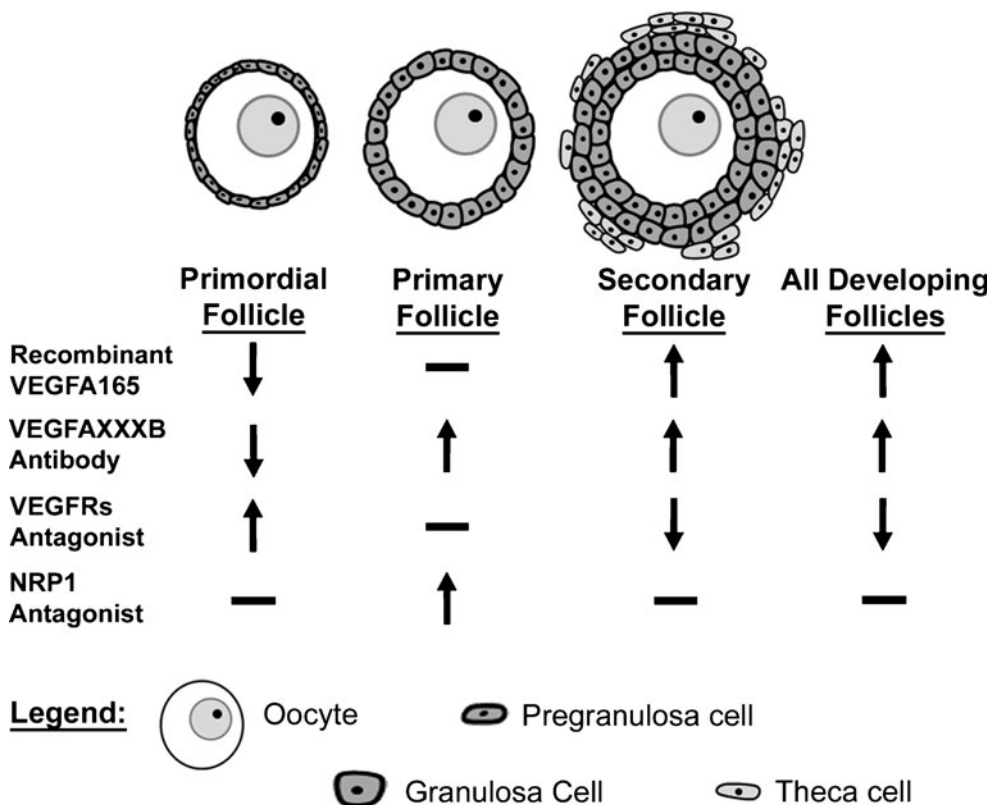 Primordial Follicle
Primary Follicle
Secondary Follicle
All Developing Follicles
Recombinant
VEGFA165
VEGFAXXXB
Antibody
VEGFRs
Antagonist
NRP1
Antagonist
Legend:
Oocyte
Pregranulosa cell
Granulosa Cell
Theca cell